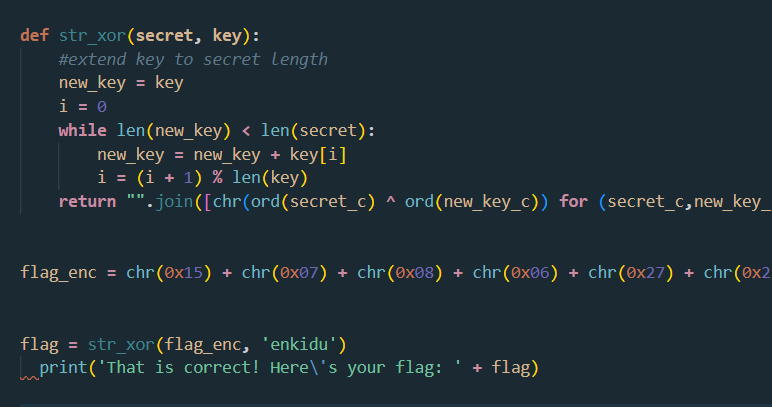 def str_xor(secret, key):
    #extend key to secret length
    new_key = key
    i = 0
    while len(new_key) < len(secret):
        new_key = new_key + key[i]
        i = (i + 1) % len(key)
    return "".join([chr(ord(secret_c) ^ ord(new_key_c)) for (secret_c,new_key_
flag_enc = chr(0x15) + chr(0x07) + chr(0x08) + chr(0x06) + chr(0x27) + chr(0x2
flag = str_xor(flag_enc, 'enkidu')
  print('That is correct! Here\'s your flag: ' + flag)